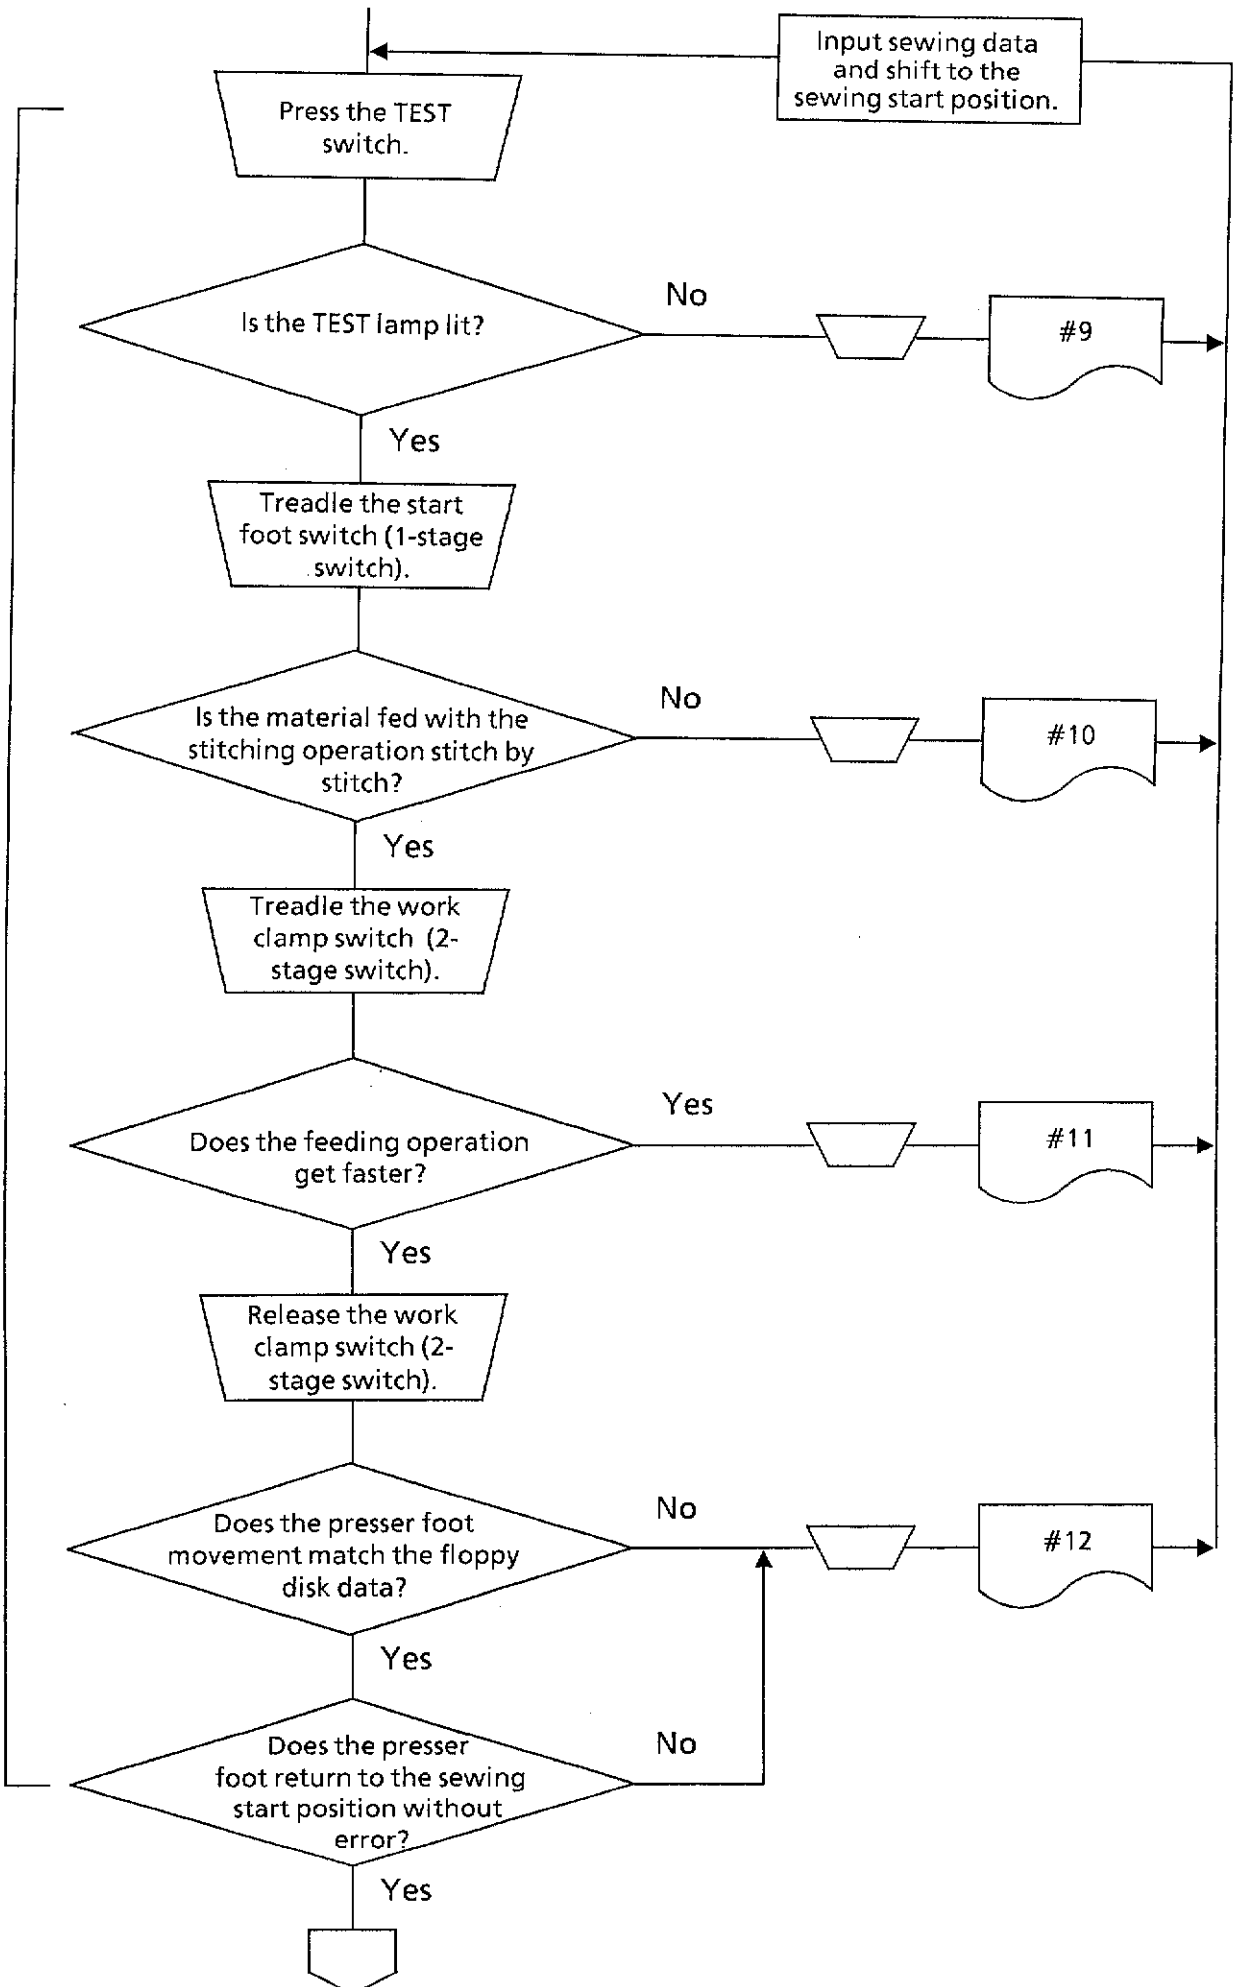 Input sewing data
and shift to the
sewing start position.
Press the TEST
switch.
Is the TEST lamp lit?
No
#9
Yes
Treadle the start
foot switch (1-stage
switch).
Is the material fed with the
stitching operation stitch by
stitch?
No
#10
Yes
Treadle the work
clamp switch (2-
stage switch).
Does the feeding operation
get faster?
Yes
#11
Yes
Release the work
clamp switch (2-
stage switch).
Does the presser foot
movement match the floppy
disk data?
No
#12
Yes
Does the presser
foot return to the sewing
start position without
error?
No
Yes